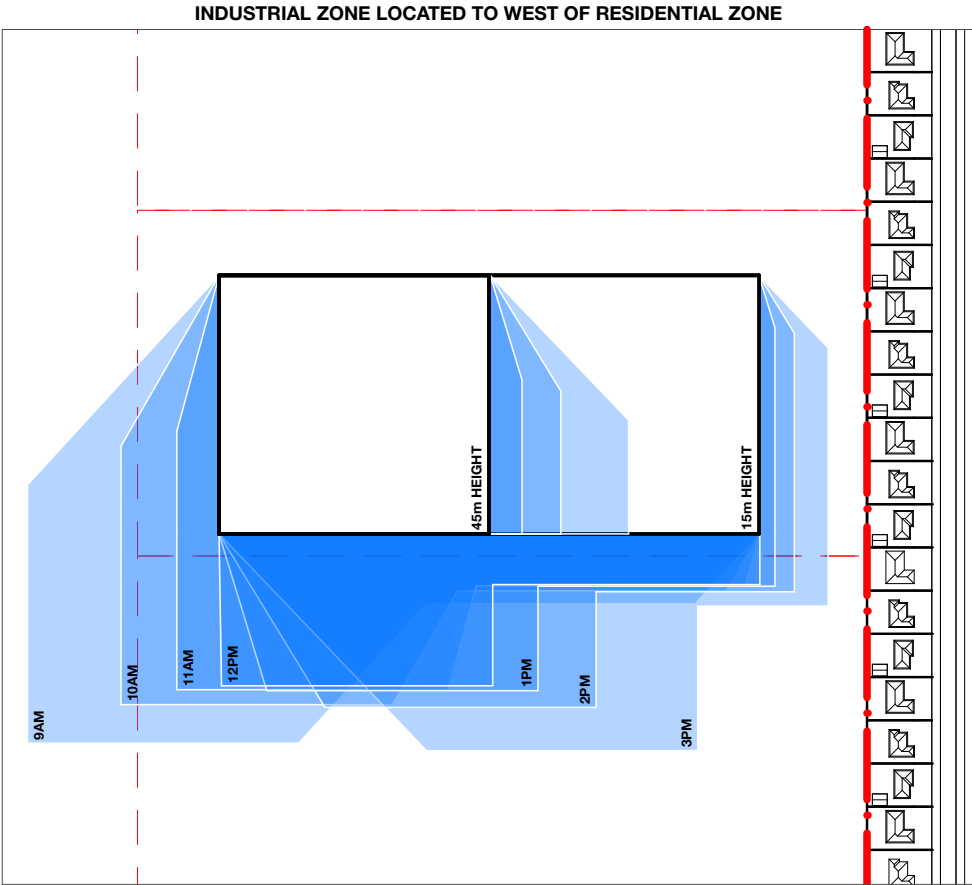 INDUSTRIAL ZONE LOCATED TO WEST OF RESIDENTIAL ZONE
45m HEIGHT
15m HEIGHT
9AM
10AM
11AM
12PM
1PM
2PM
3PM